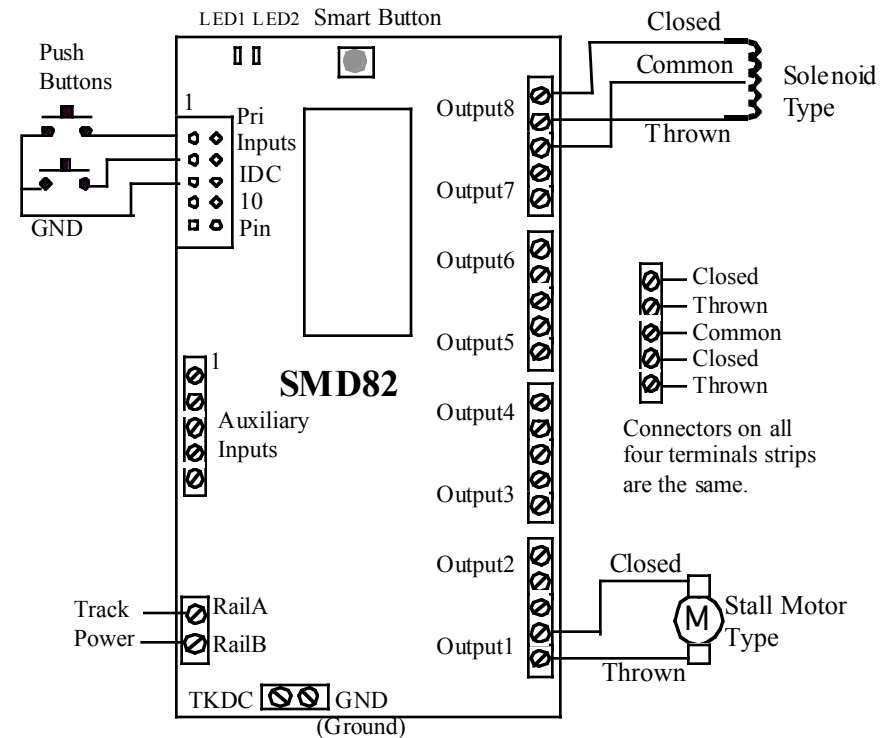 LED1 LED2 Smart Button
Closed
Push
Buttons
Common
Solenoid
Type
1
Pri
Inputs
IDC
10
Pin
Output8
Thrown
Output7
GND
Output6
Closed
Thrown
Common
Closed
Thrown
Output5
1
SMD82
Auxiliary
Inputs
Output4
Connectors on all
four terminals strips
are the same.
Output3
Output2
Closed
Track
Power
RailA
RailB
M
Stall Motor
Type
Output1
Thrown
TKDC
GND
(Ground)